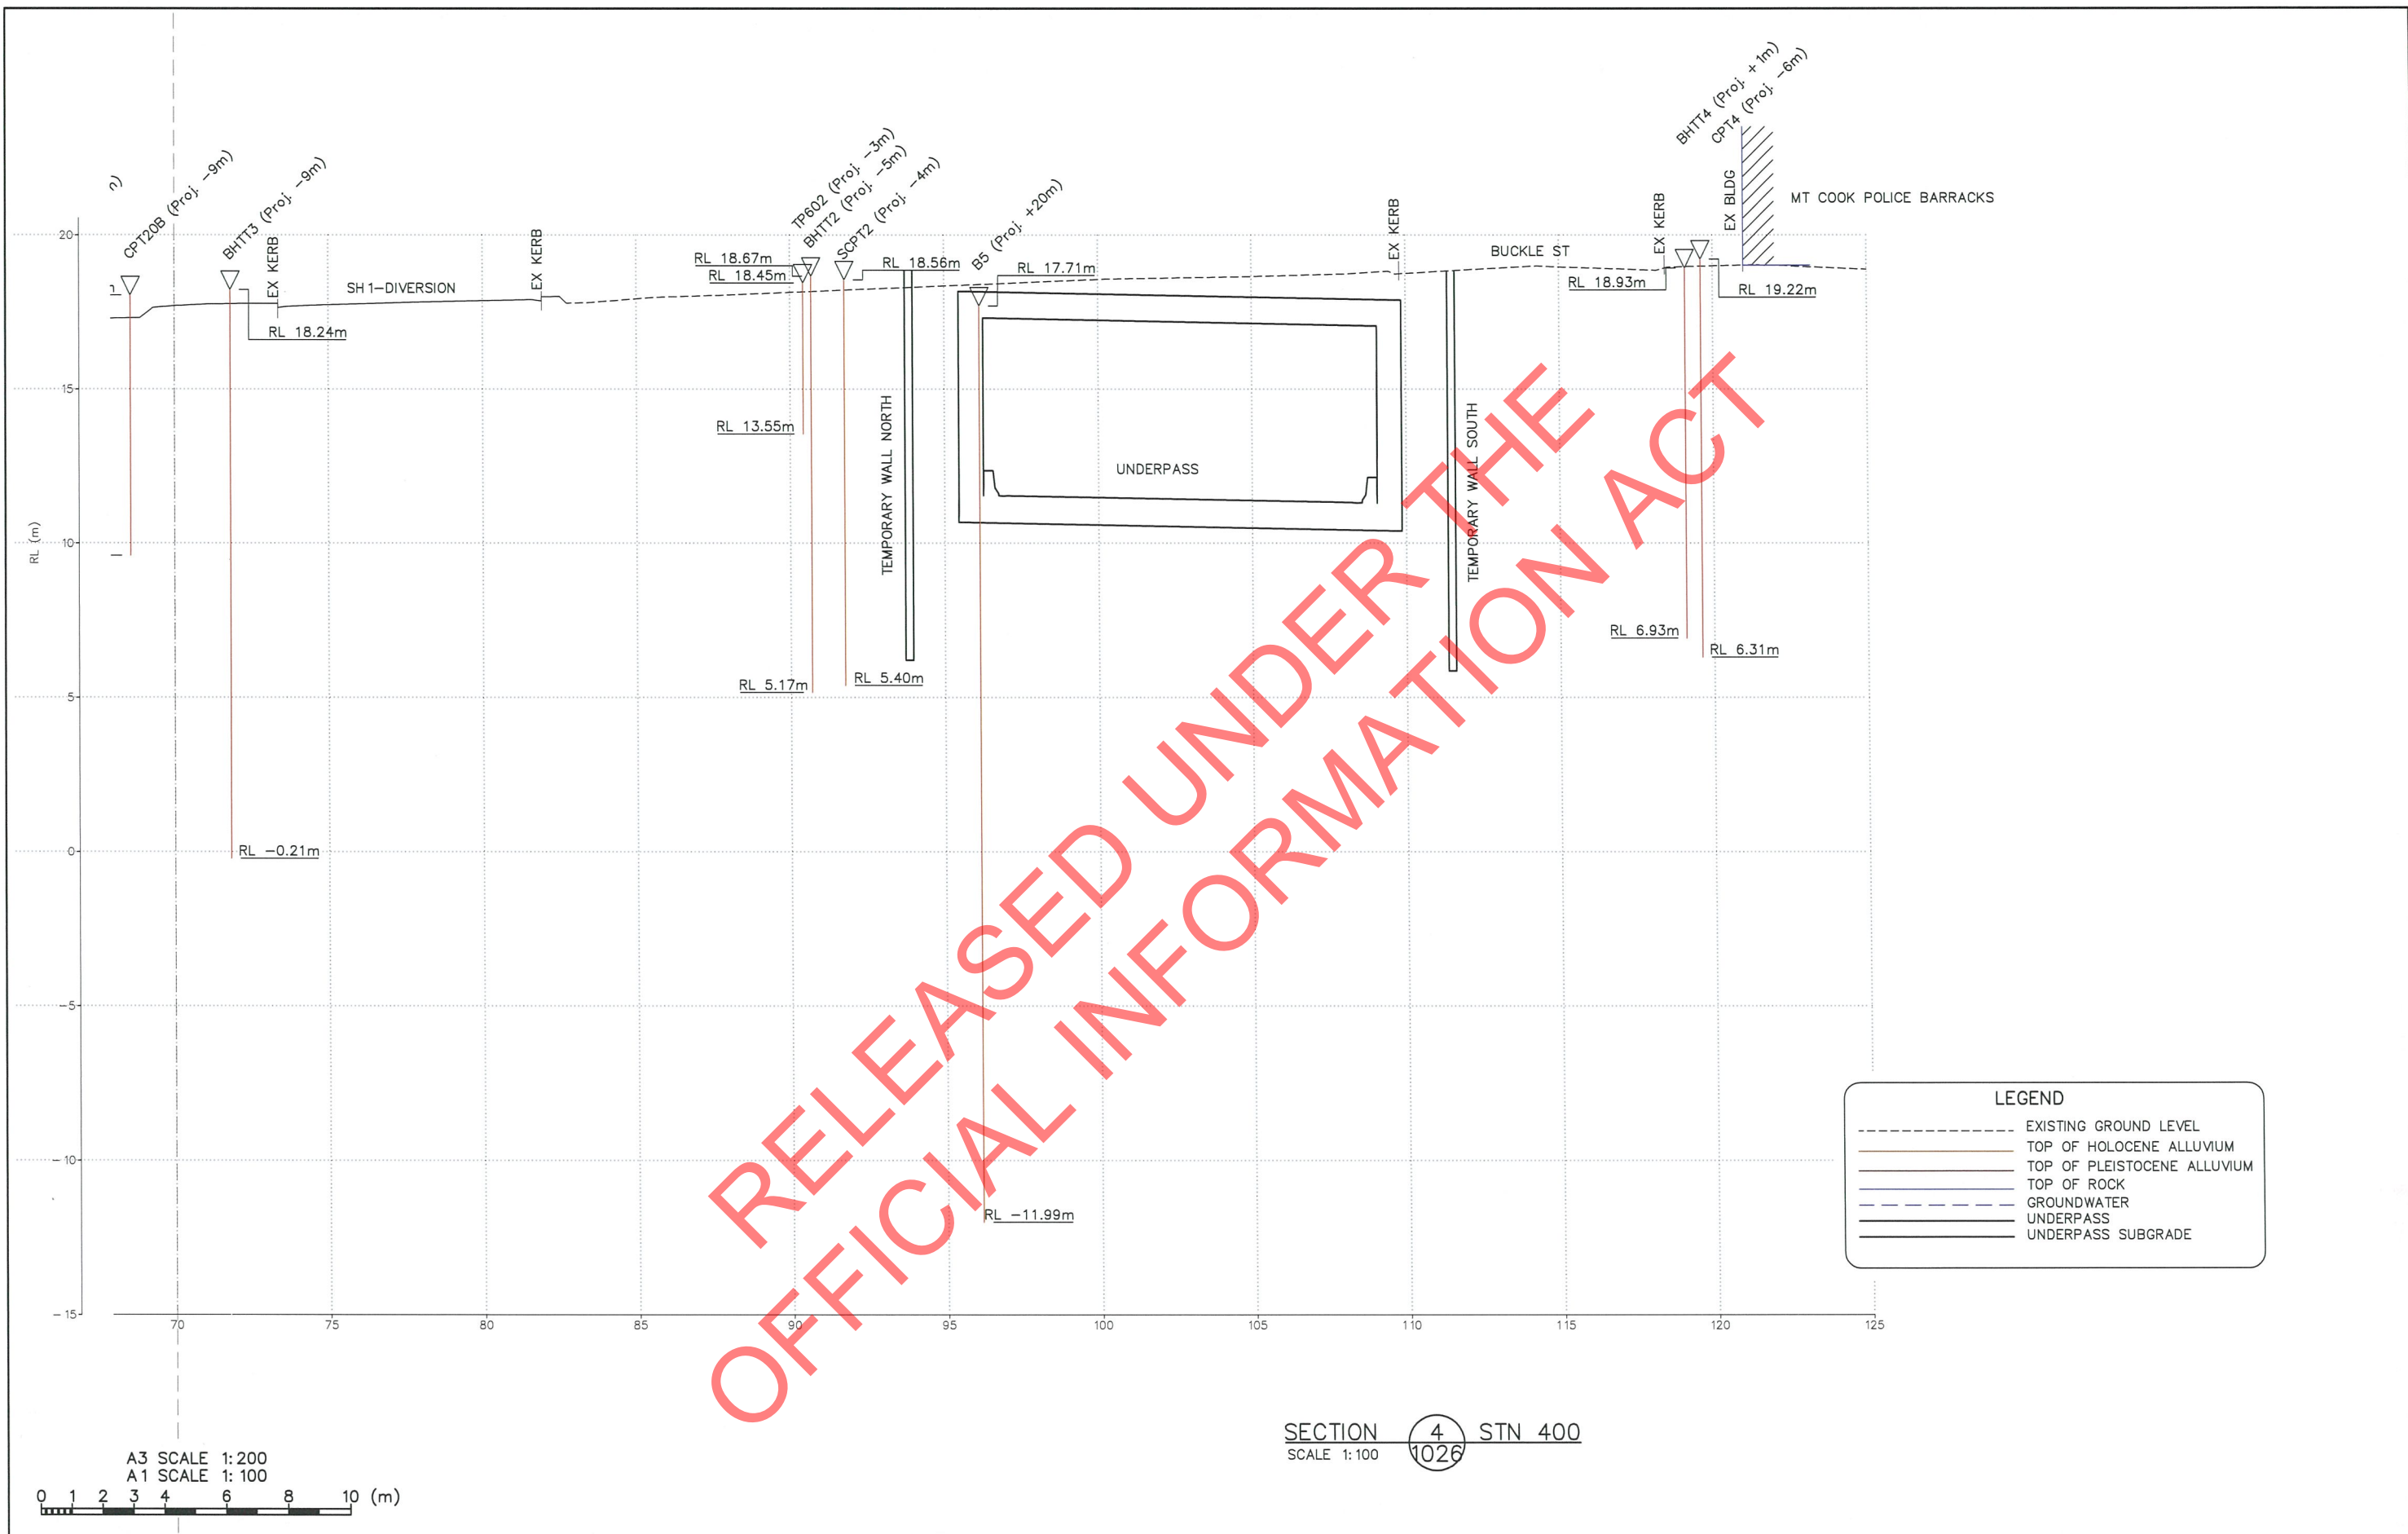 CPT20B (Proj. -9m)
BHTT3 (Proj. -9m)
EX KERB
SH1-DIVERSION
EX KERB
TP602 (Proj. -3m)
BHTT2 (Proj. -5m)
SCPT2 (Proj. -4m)
B5 (Proj. +20m)
EX KERB
BUCKLE ST
EX KERB
BHTT4 (Proj. +1m)
CPT4 (Proj. -6m)
EX BLDG
MT COOK POLICE BARRACKS
RL 18.67m
RL 18.45m
RL 18.56m
RL 17.71m
RL 18.93m
RL 19.22m
RL 18.24m
RL 13.55m
TEMPORARY WALL NORTH
UNDERPASS
TEMPORARY WALL SOUTH
RL 6.93m
RL 6.31m
RL 5.17m
RL 5.40m
RL -0.21m
RL -11.99m
RL (m)
20
15
10
5
0
-5
-10
-15
70 75 80 85 90 95 100 105 110 115 120 125
RELEASED UNDER THE
OFFICIAL INFORMATION ACT
LEGEND
EXISTING GROUND LEVEL
TOP OF HOLOCENE ALLUVIUM
TOP OF PLEISTOCENE ALLUVIUM
TOP OF ROCK
GROUNDWATER
UNDERPASS
UNDERPASS SUBGRADE
SECTION 4 STN 400
SCALE 1:100 1026
A3 SCALE 1:200
A1 SCALE 1:100
0 1 2 3 4 6 8 10 (m)